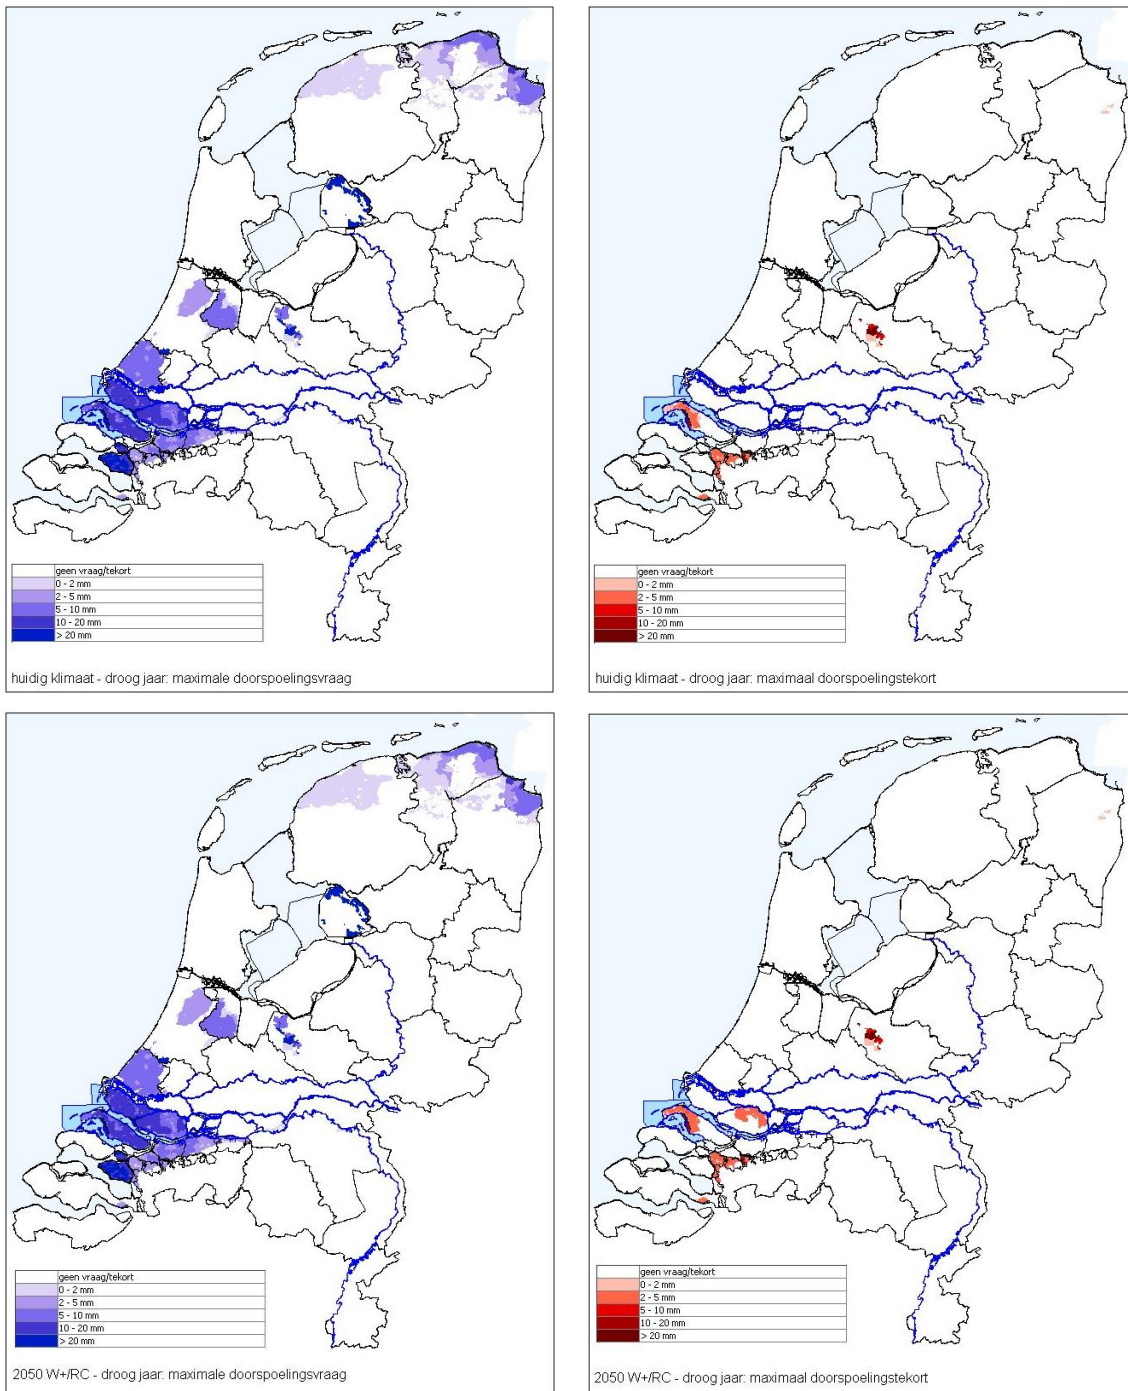 geen vraag/tekort
0 - 2 mm
2 - 5 mm
5 - 10 mm
10 - 20 mm
> 20 mm
huidig klimaat - droog jaar: maximale doorspoelingsvraag
geen vraag/tekort
0 - 2 mm
2 - 5 mm
5 - 10 mm
10 - 20 mm
> 20 mm
huidig klimaat - droog jaar: maximaal doorspoelingstekort
geen vraag/tekort
0 - 2 mm
2 - 5 mm
5 - 10 mm
10 - 20 mm
> 20 mm
2050 W+/RC - droog jaar: maximale doorspoelingsvraag
geen vraag/tekort
0 - 2 mm
2 - 5 mm
5 - 10 mm
10 - 20 mm
> 20 mm
2050 W+/RC - droog jaar: maximaal doorspoelingstekort